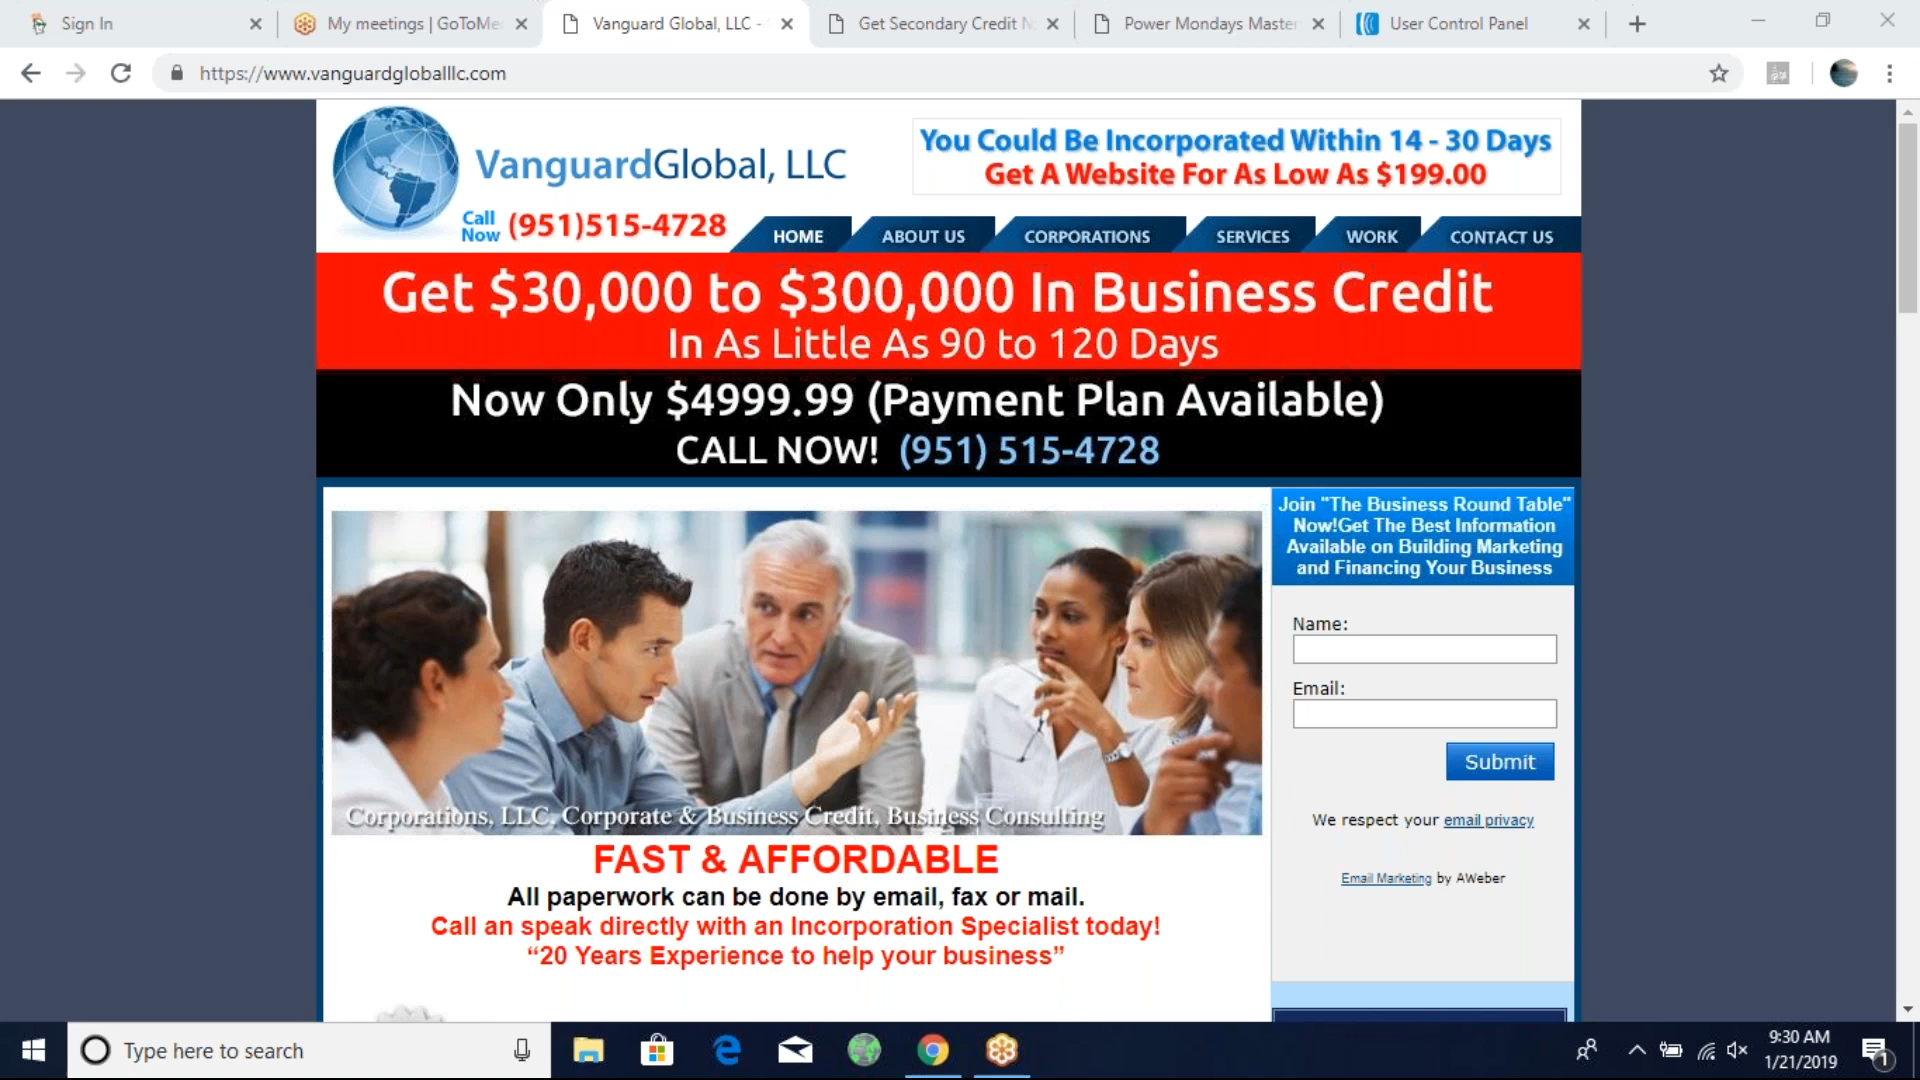 Sign In
My meetings | GoToMe
Vanguard Global, LLC -
Get Secondary Credit N
Power Mondays Master
User Control Panel
https://www.vanguardgloballlc.com
VanguardGlobal, LLC
You Could Be Incorporated Within 14 - 30 Days
Get A Website For As Low As $199.00
Call Now (951)515-4728
HOME
ABOUT US
CORPORATIONS
SERVICES
WORK
CONTACT US
Get $30,000 to $300,000 In Business Credit
In As Little As 90 to 120 Days
Now Only $4999.99 (Payment Plan Available)
CALL NOW! (951) 515-4728
Corporations, LLC, Corporate & Business Credit, Business Consulting
FAST & AFFORDABLE
All paperwork can be done by email, fax or mail.
Call an speak directly with an Incorporation Specialist today!
“20 Years Experience to help your business”
Join "The Business Round Table"
Now!Get The Best Information
Available on Building Marketing
and Financing Your Business
Name:
Email:
Submit
We respect your email privacy
Email Marketing by AWeber
Type here to search
9:30 AM
1/21/2019
1